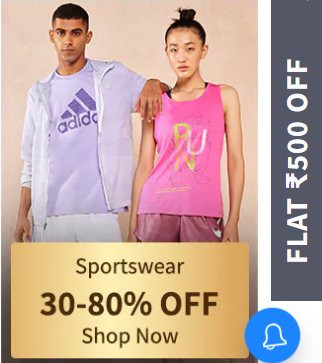 adidas
RUN
Sportswear
30-80% OFF
Shop Now
FLAT ₹500 OFF